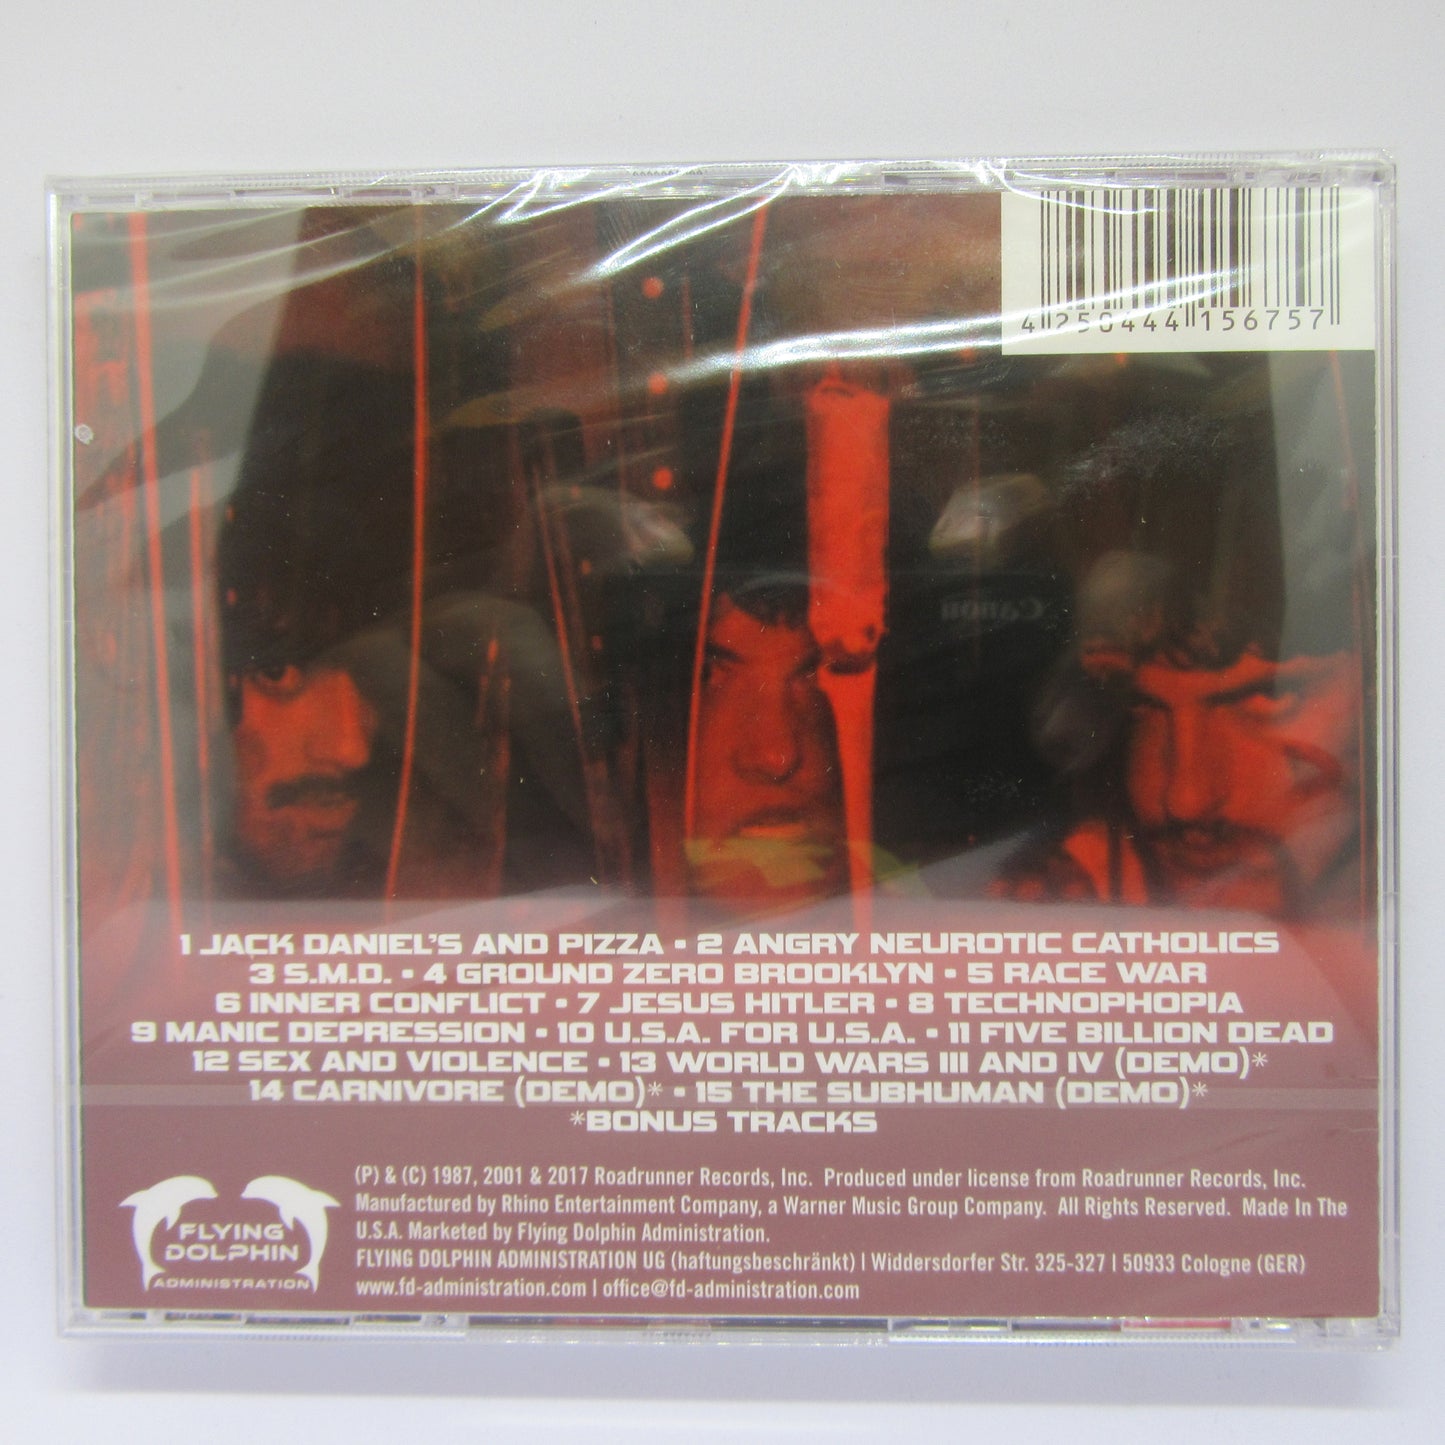 4 250444 156757
1 JACK DANIEL'S AND PIZZA • 2 ANGRY NEUROTIC CATHOLICS
3 S.M.D. • 4 GROUND ZERO BROOKLYN • 5 RACE WAR
6 INNER CONFLICT • 7 JESUS HITLER • 8 TECHNOPHOPIA
9 MANIC DEPRESSION • 10 U.S.A. FOR U.S.A. • 11 FIVE BILLION DEAD
12 SEX AND VIOLENCE • 13 WORLD WARS III AND IV (DEMO)*
14 CARNIVORE (DEMO)* • 15 THE SUBHUMAN (DEMO)*
*BONUS TRACKS
(P) & (C) 1987, 2001 & 2017 Roadrunner Records, Inc. Produced under license from Roadrunner Records, Inc.
Manufactured by Rhino Entertainment Company, a Warner Music Group Company. All Rights Reserved. Made In The
U.S.A. Marketed by Flying Dolphin Administration.
FLYING DOLPHIN ADMINISTRATION UG (haftungsbeschränkt) | Widdersdorfer Str. 325-327 | 50933 Cologne (GER)
www.fd-administration.com | office@fd-administration.com
FLYING
DOLPHIN
ADMINISTRATION
Canon